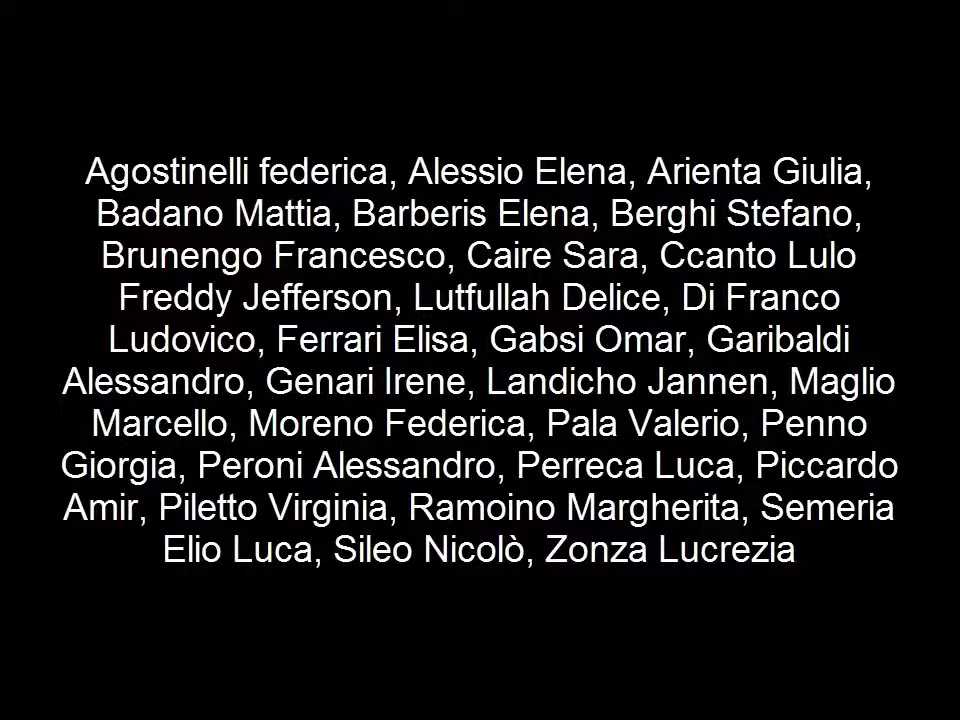 Agostinelli federica, Alessio Elena, Arienta Giulia,
Badano Mattia, Barberis Elena, Berghi Stefano,
Brunengo Francesco, Caire Sara, Ccanto Lulo
Freddy Jefferson, Lutfullah Delice, Di Franco
Ludovico, Ferrari Elisa, Gabsi Omar, Garibaldi
Alessandro, Genari Irene, Landicho Jannen, Maglio
Marcello, Moreno Federica, Pala Valerio, Penno
Giorgia, Peroni Alessandro, Perreca Luca, Piccardo
Amir, Piletto Virginia, Ramoino Margherita, Semeria
Elio Luca, Sileo Nicolò, Zonza Lucrezia